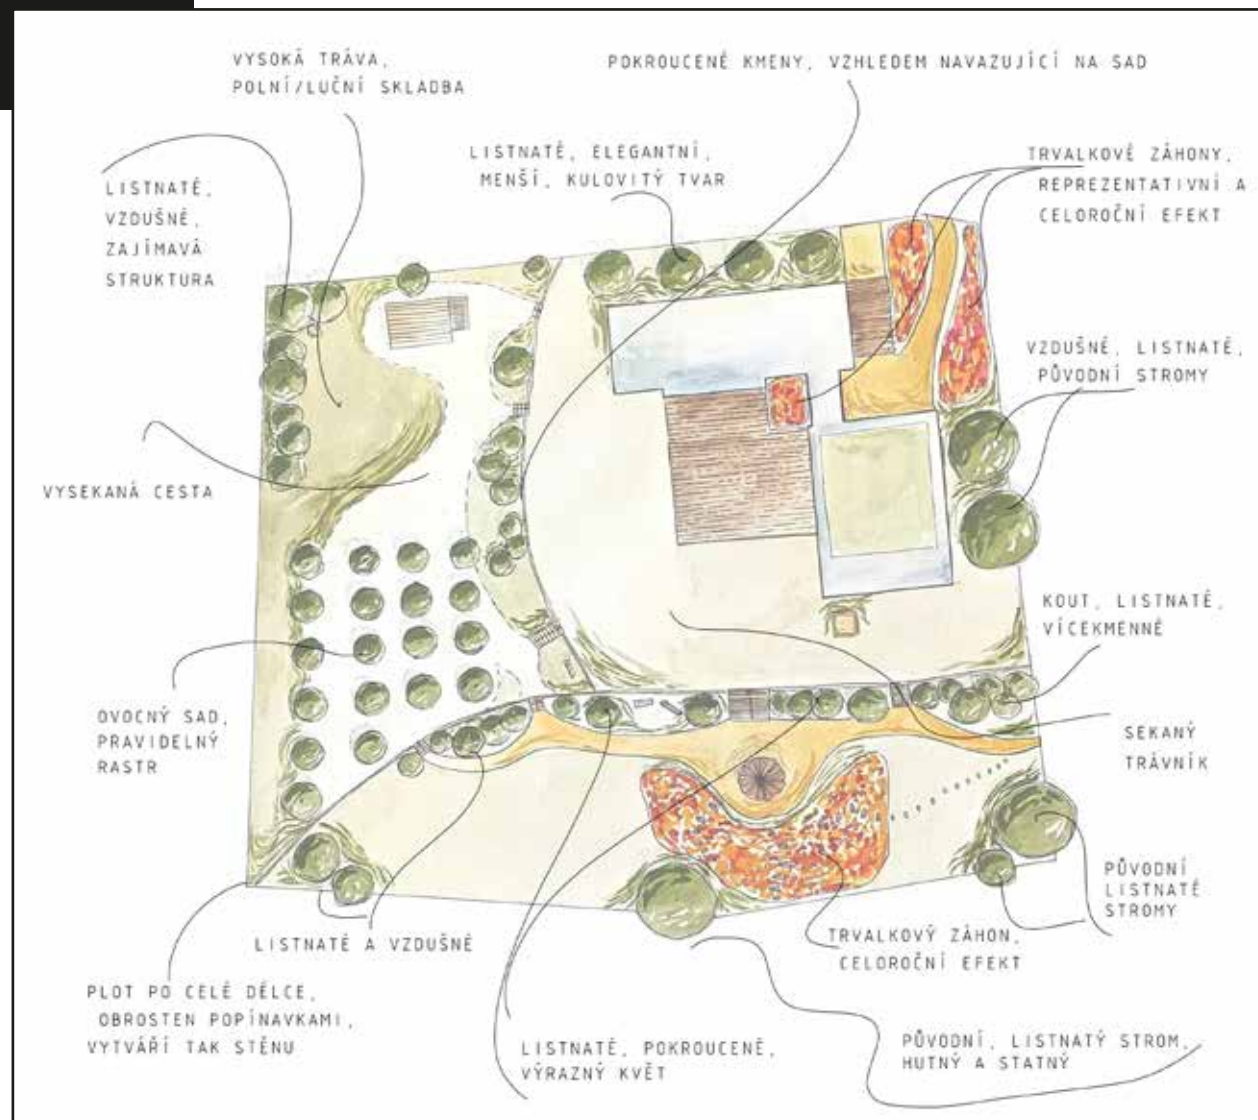 VYSOKÁ TRÁVA,
POLNÍ/LUČNÍ SKLADBA
POKROUCENÉ KMENY, VZHLEDEM NAVAZUJÍCÍ NA SAD
LISTNATÉ, ELEGANTNÍ,
MENŠÍ, KULOVITÝ TVAR
TRVALKOVÉ ZÁHONY,
REPREZENTATIVNÍ A
CELOROČNÍ EFEKT
LISTNATÉ,
VZDUŠNÉ,
ZAJÍMAVÁ
STRUKTURA
VZDUŠNÉ, LISTNATÉ,
PŮVODNÍ STROMY
VYSEKANÁ CESTA
KOUT, LISTNATÉ,
VÍCEKMENNÉ
OVOCNÝ SAD,
PRAVIDELNÝ
RASTR
SEKANÝ
TRÁVNÍK
PŮVODNÍ
LISTNATÉ
STROMY
LISTNATÉ A VZDUŠNÉ
TRVALKOVÝ ZÁHON,
CELOROČNÍ EFEKT
PLOT PO CELÉ DÉLCE,
OBROSTEN POPÍNAVKAMI,
VYTVÁŘÍ TAK STĚNU
LISTNATÉ, POKROUCENÉ,
VÝRAZNÝ KVĚT
PŮVODNÍ, LISTNATÝ STROM,
HUTNÝ A STATNÝ